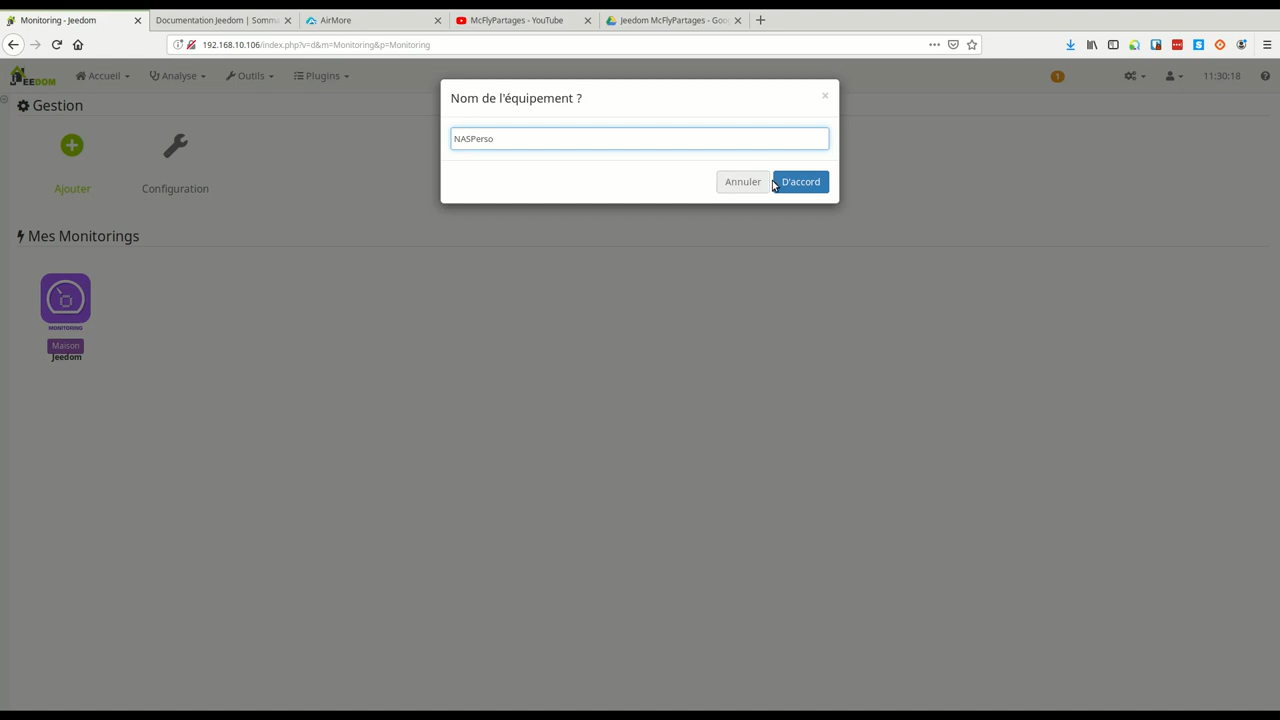 Monitoring - Jeedom
Documentation Jeedom | Somma
AirMore
McFlyPartages - YouTube
Jeedom McFlyPartages - Goo
192.168.10.106/index.php?v=d&m=Monitoring&p=Monitoring
JEEDOM
Accueil
Analyse
Outils
Plugins
1
11:30:18
Gestion
Nom de l'équipement ?
NASPerso
Annuler
D'accord
Ajouter
Configuration
Mes Monitorings
MONITORING
Maison
Jeedom